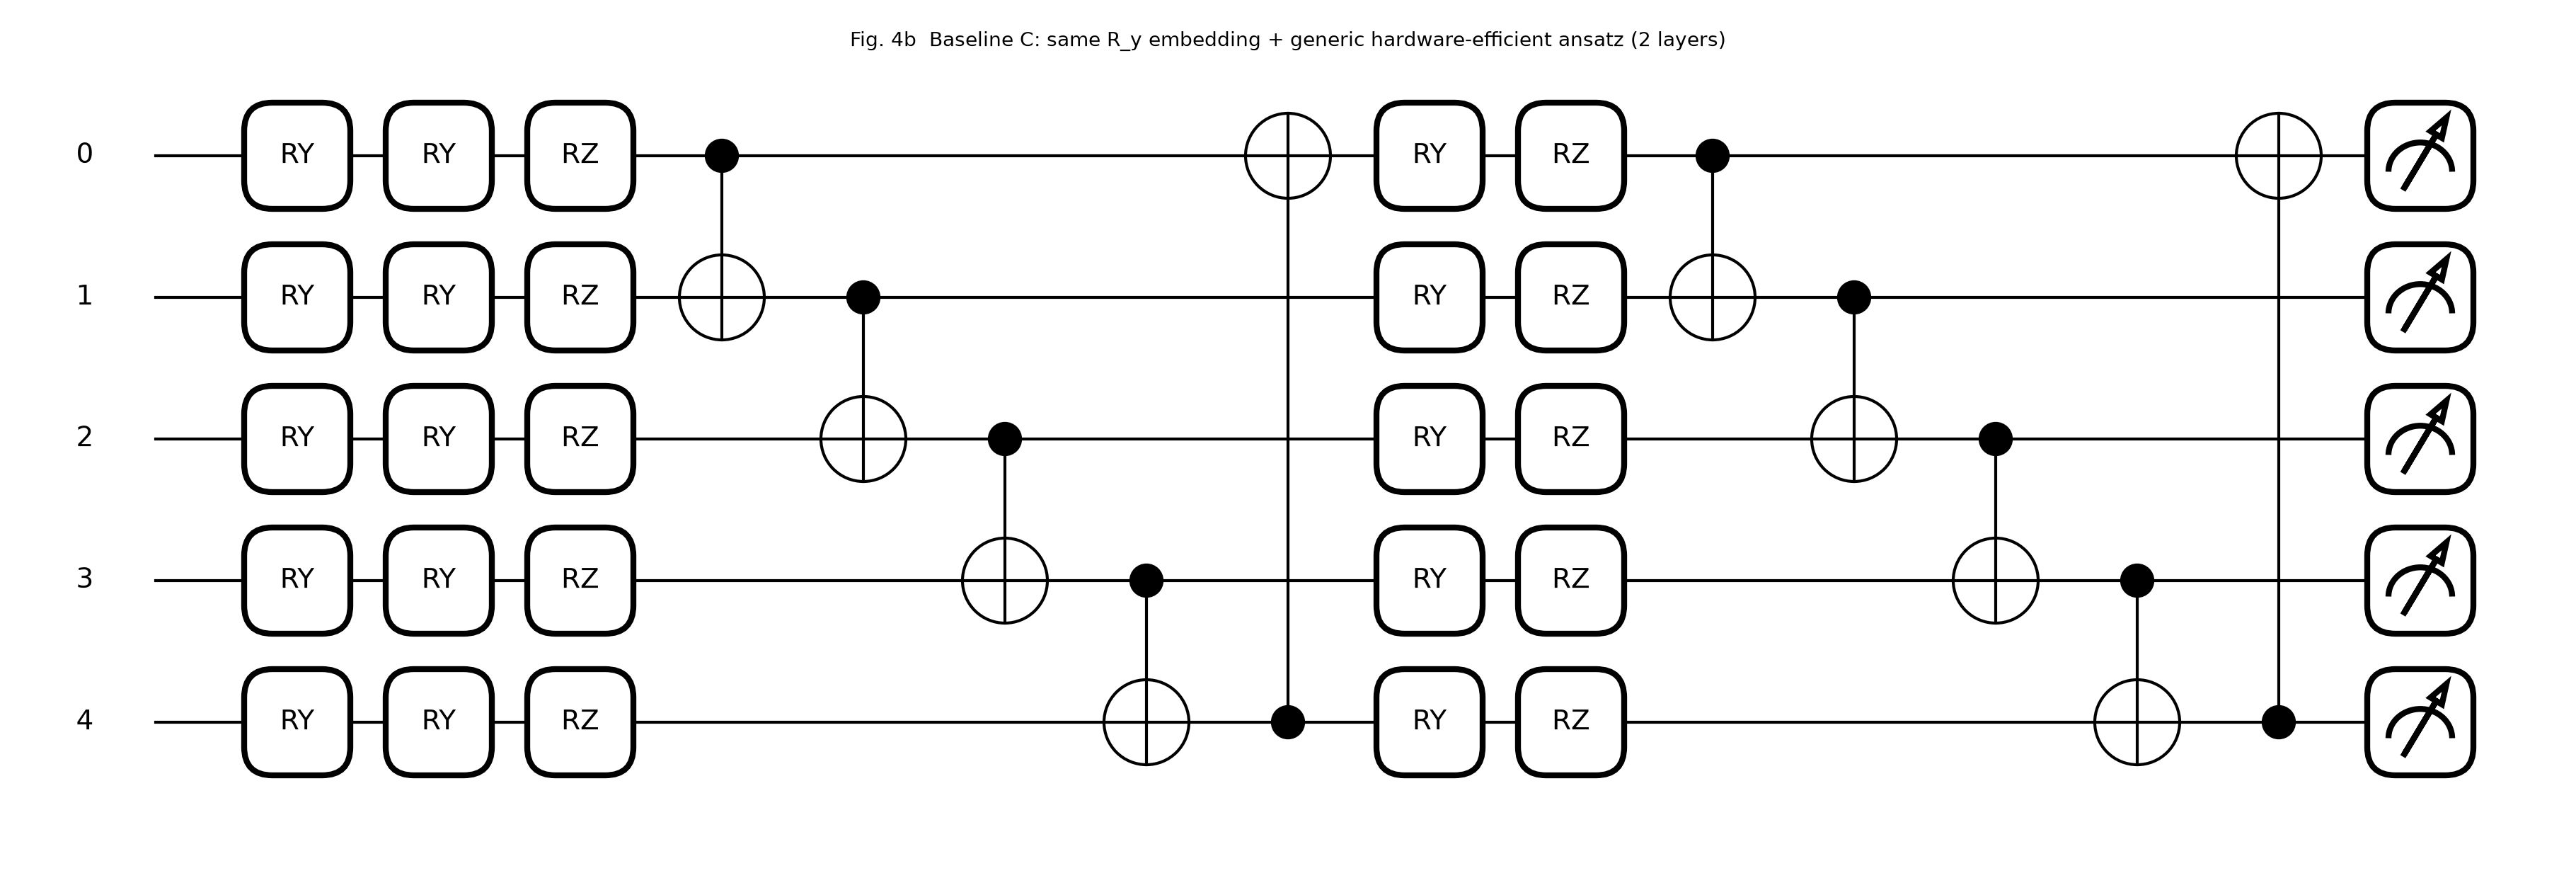 Fig. 4b  Baseline C: same R_y embedding + generic hardware-efficient ansatz (2 layers)
0 RY RY RZ RY RZ
1 RY RY RZ RY RZ
2 RY RY RZ RY RZ
3 RY RY RZ RY RZ
4 RY RY RZ RY RZ